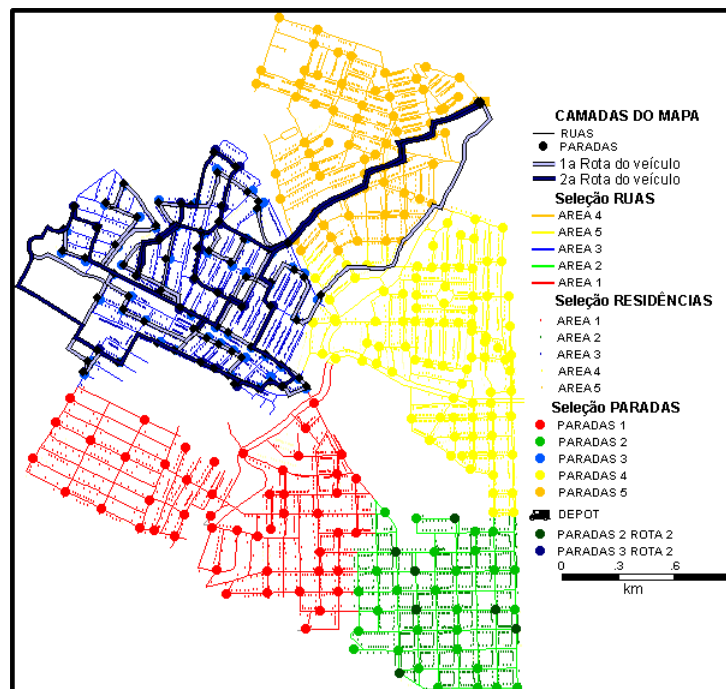 CAMADAS DO MAPA
RUAS
PARADAS
1a Rota do veículo
2a Rota do veículo
Seleção RUAS
AREA 4
AREA 5
AREA 3
AREA 2
AREA 1
Seleção RESIDÊNCIAS
AREA 1
AREA 2
AREA 3
AREA 4
AREA 5
Seleção PARADAS
PARADAS 1
PARADAS 2
PARADAS 3
PARADAS 4
PARADAS 5
DEPOT
PARADAS 2 ROTA 2
PARADAS 3 ROTA 2
0 .3 .6
km